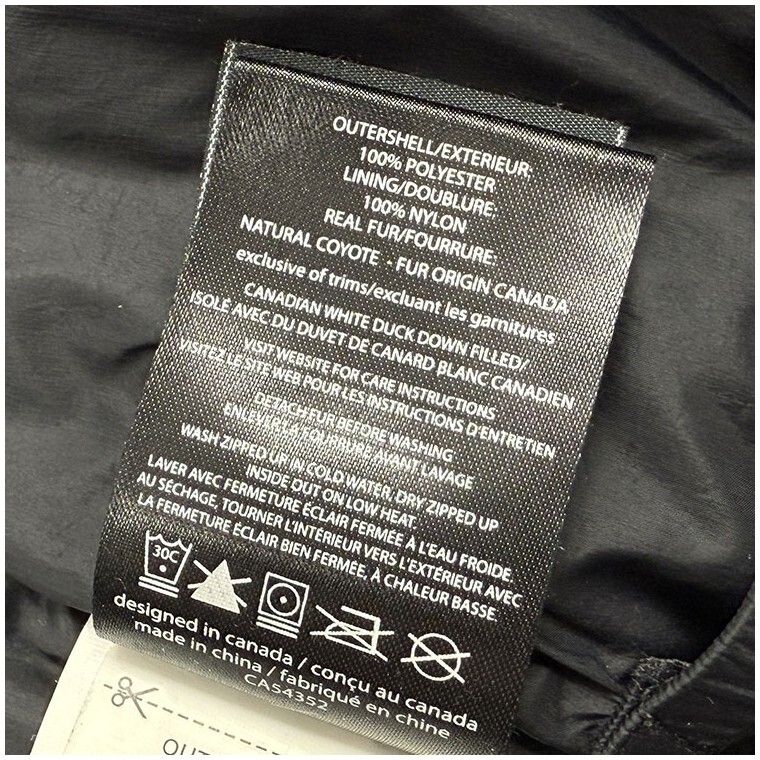 OUTERSHELL/EXTERIEUR:
100% POLYESTER
LINING/DOUBLURE:
100% NYLON
REAL FUR/FOURRURE:
NATURAL COYOTE - FUR ORIGIN CANADA
exclusive of trims/excluant les garnitures
CANADIAN WHITE DUCK DOWN FILLED/
ISOLÉ AVEC DU DUVET DE CANARD BLANC CANADIEN
VISIT WEBSITE FOR CARE INSTRUCTIONS
VISITEZ LE SITE WEB POUR LES INSTRUCTIONS D'ENTRETIEN
DETACH FUR BEFORE WASHING
ENLEVER LA FOURRURE AVANT LAVAGE
WASH ZIPPED UP IN COLD WATER. DRY ZIPPED UP
INSIDE OUT ON LOW HEAT.
LAVER AVEC FERMETURE ÉCLAIR FERMÉE À L'EAU FROIDE.
AU SÉCHAGE, TOURNER L'INTÉRIEUR VERS L'EXTÉRIEUR AVEC
LA FERMETURE ÉCLAIR BIEN FERMÉE, À CHALEUR BASSE.
30C
designed in canada / conçu au canada
made in china / fabriqué en chine
CA54352